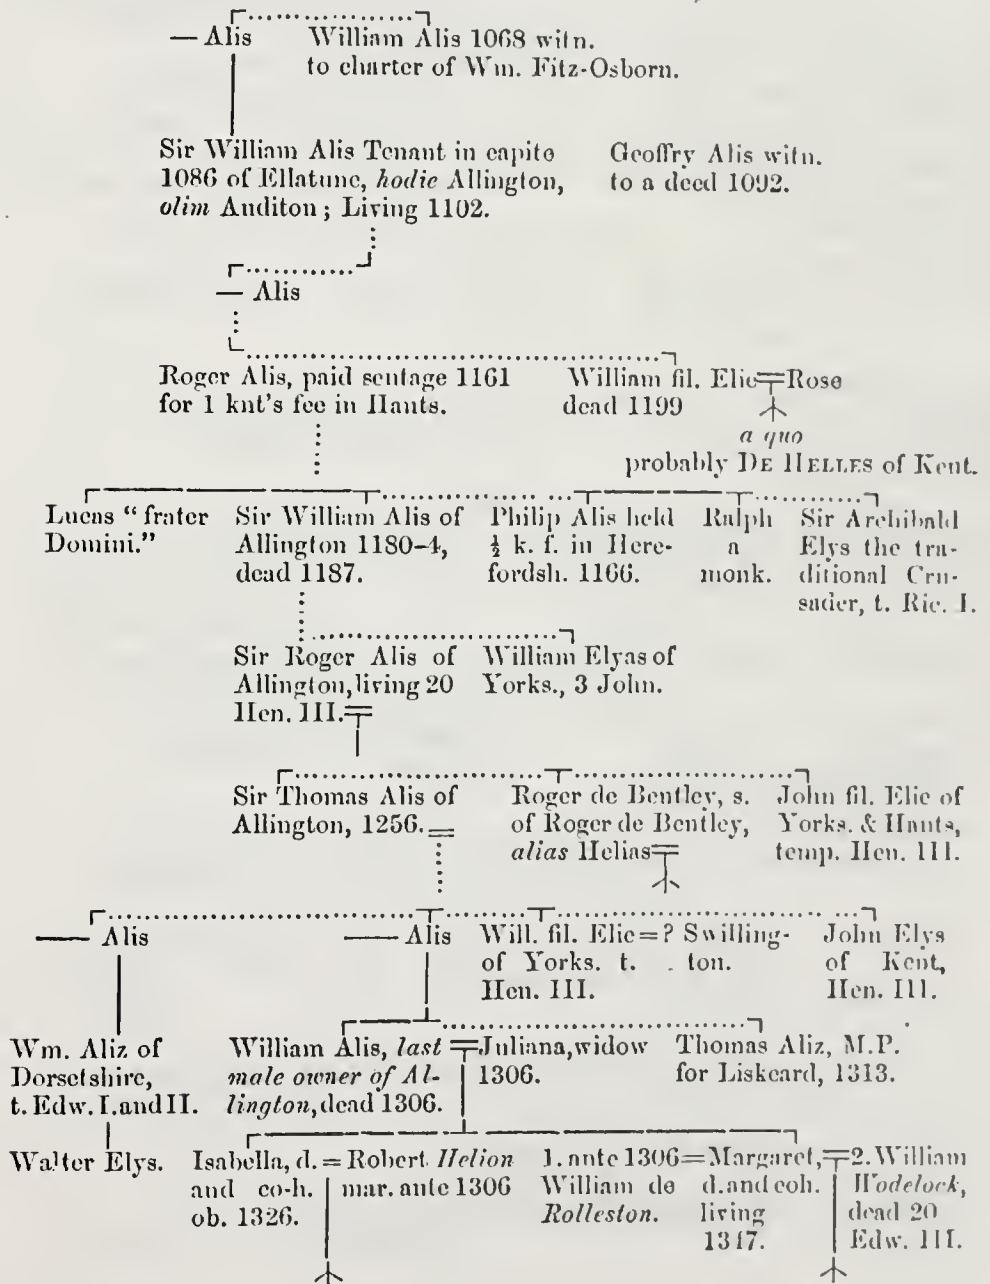 — Alis
William Alis 1068 witn.
to charter of Wm. Fitz-Osborn.
Sir William Alis Tenant in capite
1086 of Ellatune, hodie Allington,
olim Auditon; Living 1102.
Geoffry Alis witn.
to a deed 1092.
— Alis
Roger Alis, paid scutage 1161
for 1 knt's fee in Hants.
William fil. Elie = Rose
dead 1199
a quo
probably DE HELLES of Kent.
Lucas "frater
Domini."
Sir William Alis of
Allington 1180-4,
dead 1187.
Philip Alis held
½ k. f. in Here-
fordsh. 1166.
Ralph
a
monk.
Sir Archibald
Elys the tra-
ditional Cru-
sader, t. Ric. I.
Sir Roger Alis of
Allington, living 20
Hen. III.
William Elyas of
Yorks., 3 John.
Sir Thomas Alis of
Allington, 1256.
Roger de Bentley, s.
of Roger de Bentley,
alias Helias
John fil. Elie of
Yorks. & Hants,
temp. Hen. III.
— Alis
— Alis
Will. fil. Elie = ? Swilling-
of Yorks. t. ton.
Hen. III.
John Elys
of Kent,
Hen. III.
Wm. Aliz of
Dorsetshire,
t. Edw. I. and II.
William Alis, last
male owner of Al-
lington, dead 1306.
Juliana, widow
1306.
Thomas Aliz, M.P.
for Liskeard, 1313.
Walter Elys.
Isabella, d.
and co-h.
ob. 1326.
= Robert Helion
mar. ante 1306
1. ante 1306
William de
Rolleston.
= Margaret,
d. and coh.
living
1347.
= 2. William
Wodelock,
dead 20
Edw. III.